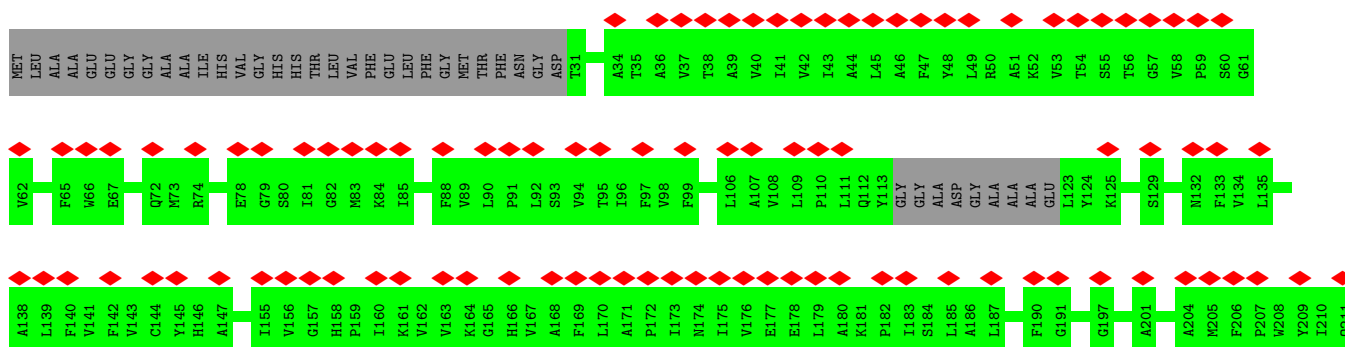 MET LEU ALA ALA GLU GLU GLY GLY ALA ALA ILE HIS VAL GLY HIS HIS THR LEU VAL PHE GLU LEU PHE GLY MET THR PHE ASN GLY ASP T31 A34 T35 A36 V37 T38 A39 V40 I41 V42 I43 A44 L45 A46 F47 Y48 L49 R50 A51 K52 V53 T54 S55 T56 G57 V58 P59 S60 G61
V62 F65 W66 E67 Q72 M73 R74 E78 G79 S80 I81 G82 M83 K84 I85 F88 V89 L90 P91 L92 S93 V94 T95 I96 F97 V98 F99 L106 A107 V108 L109 P110 L111 Q112 Y113 GLY GLY ALA ASP GLY ALA ALA ALA GLU L123 Y124 K125 S129 N132 F133 V134 L135
A138 L139 F140 V141 F142 V143 C144 Y145 H146 A147 I155 V156 G157 H158 P159 I160 K161 V162 V163 K164 G165 H166 V167 A168 F169 L170 A171 P172 I173 N174 I175 V176 E177 E178 L179 A180 K181 P182 I183 S184 L185 A186 L187 F190 G191 G197 A201 A204 M205 F206 P207 W208 Y209 I210